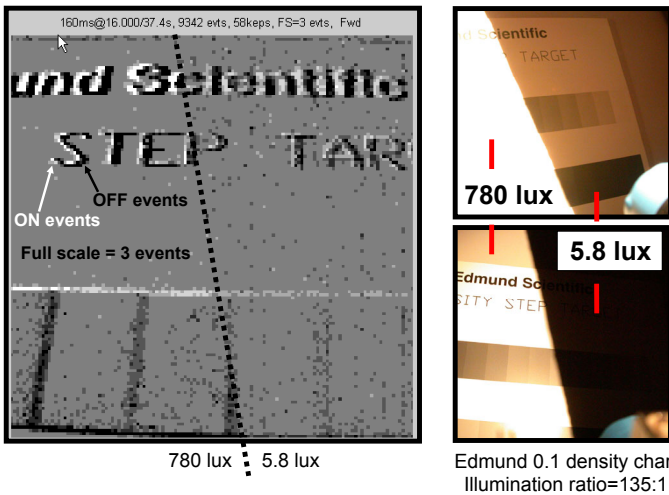 160ms@16.000/37.4s, 9342 evts, 58keps, FS=3 evts, Fwd
und Scientific
STEP TAR
ON events
OFF events
Full scale = 3 events
780 lux
5.8 lux
nd Scientific
P TARGET
780 lux
5.8 lux
Edmund Scientific
SITY STEP TAR
Edmund 0.1 density char
Illumination ratio=135:1